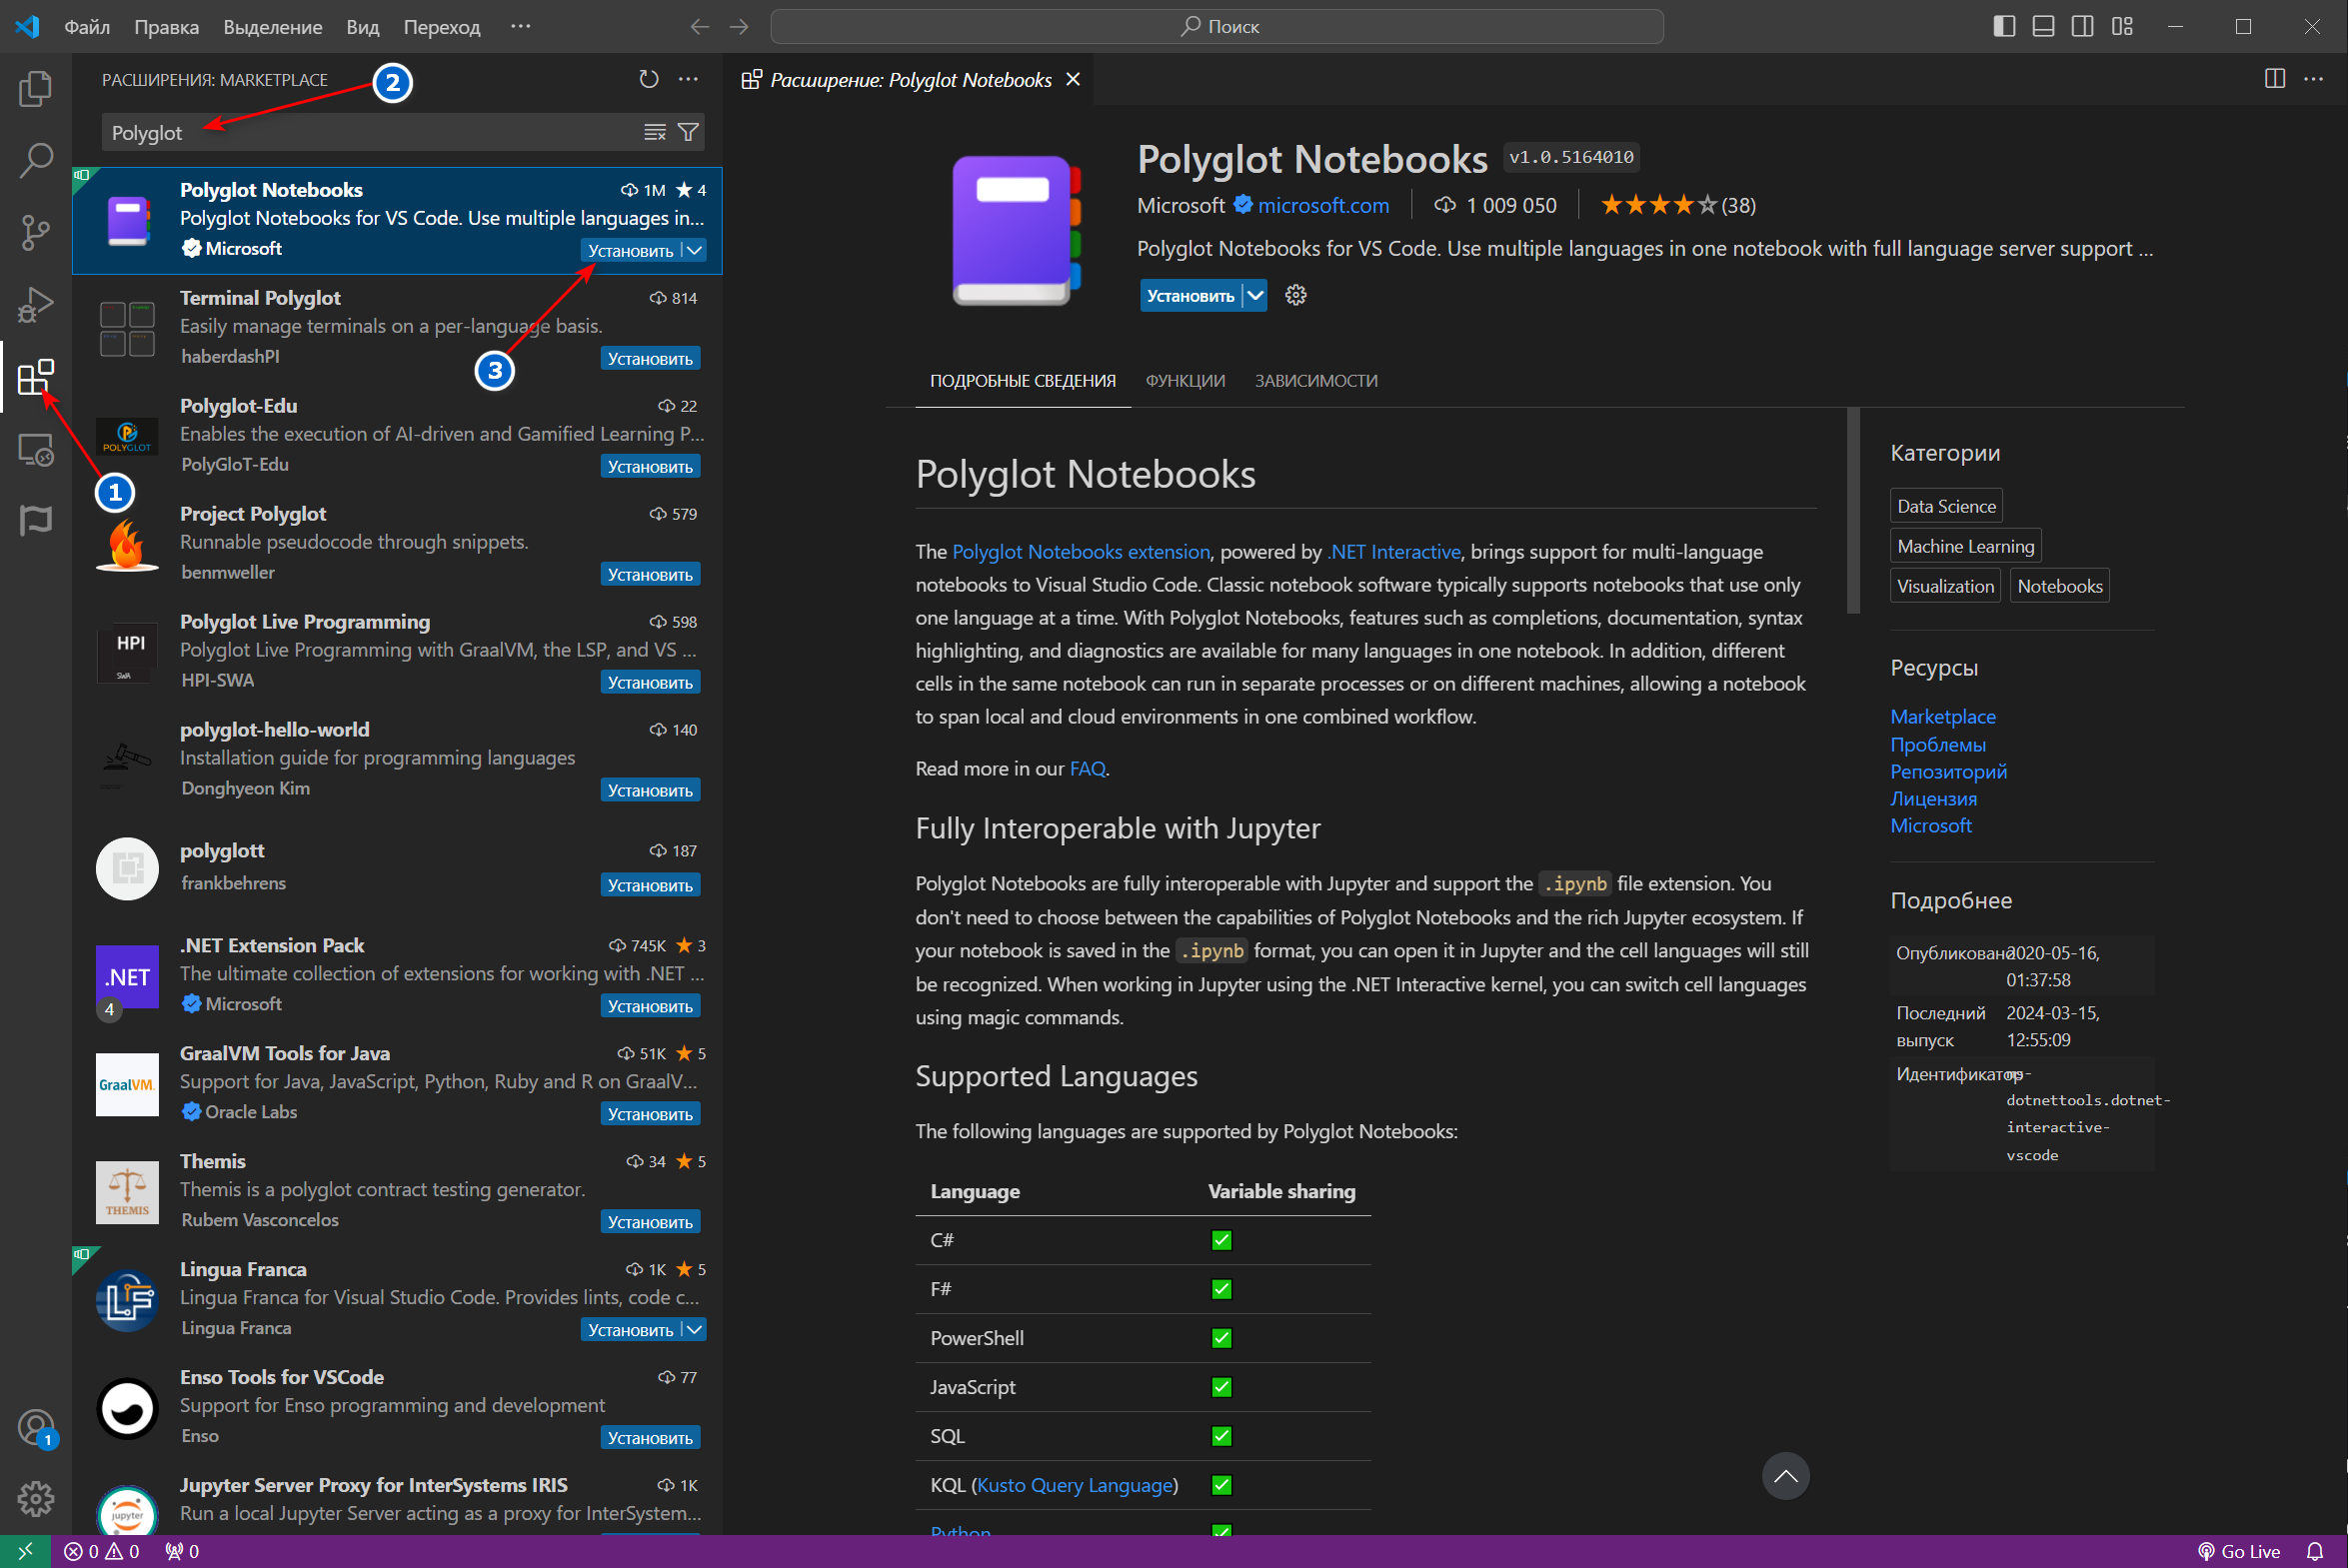 Файл Правка Выделение Вид Переход ···
Поиск
РАСШИРЕНИЯ: MARKETPLACE
2
Polyglot
Polyglot Notebooks 1M 4
Polyglot Notebooks for VS Code. Use multiple languages in...
Microsoft Установить
Terminal Polyglot 814
Easily manage terminals on a per-language basis.
haberdashPI Установить
3
Polyglot-Edu 22
Enables the execution of AI-driven and Gamified Learning P...
POLYGLOT
PolyGloT-Edu Установить
1
Project Polyglot 579
Runnable pseudocode through snippets.
benmweller Установить
Polyglot Live Programming 598
HPI
Polyglot Live Programming with GraalVM, the LSP, and VS ...
SWA
HPI-SWA Установить
polyglot-hello-world 140
Installation guide for programming languages
Donghyeon Kim Установить
polyglott 187
frankbehrens Установить
.NET Extension Pack 745K 3
.NET
The ultimate collection of extensions for working with .NET ...
4
Microsoft Установить
GraalVM Tools for Java 51K 5
GraalVM.
Support for Java, JavaScript, Python, Ruby and R on GraalV...
Oracle Labs Установить
Themis 34 5
Themis is a polyglot contract testing generator.
THEMIS
Rubem Vasconcelos Установить
Lingua Franca 1K 5
LF
Lingua Franca for Visual Studio Code. Provides lints, code c...
Lingua Franca Установить
Enso Tools for VSCode 77
Support for Enso programming and development
Enso Установить
Jupyter Server Proxy for InterSystems IRIS 1K
jupyter
Run a local Jupyter Server acting as a proxy for InterSystem...
1
Расширение: Polyglot Notebooks
Polyglot Notebooks v1.0.5164010
Microsoft microsoft.com 1 009 050 (38)
Polyglot Notebooks for VS Code. Use multiple languages in one notebook with full language server support ...
Установить
ПОДРОБНЫЕ СВЕДЕНИЯ ФУНКЦИИ ЗАВИСИМОСТИ
Polyglot Notebooks
The Polyglot Notebooks extension, powered by .NET Interactive, brings support for multi-language
notebooks to Visual Studio Code. Classic notebook software typically supports notebooks that use only
one language at a time. With Polyglot Notebooks, features such as completions, documentation, syntax
highlighting, and diagnostics are available for many languages in one notebook. In addition, different
cells in the same notebook can run in separate processes or on different machines, allowing a notebook
to span local and cloud environments in one combined workflow.
Read more in our FAQ.
Fully Interoperable with Jupyter
Polyglot Notebooks are fully interoperable with Jupyter and support the .ipynb file extension. You
don't need to choose between the capabilities of Polyglot Notebooks and the rich Jupyter ecosystem. If
your notebook is saved in the .ipynb format, you can open it in Jupyter and the cell languages will still
be recognized. When working in Jupyter using the .NET Interactive kernel, you can switch cell languages
using magic commands.
Supported Languages
The following languages are supported by Polyglot Notebooks:
Language Variable sharing
C# ✅
F# ✅
PowerShell ✅
JavaScript ✅
SQL ✅
KQL (Kusto Query Language) ✅
Python ✅
Категории
Data Science
Machine Learning
Visualization Notebooks
Ресурсы
Marketplace
Проблемы
Репозиторий
Лицензия
Microsoft
Подробнее
Опубликовано 2020-05-16,
01:37:58
Последний 2024-03-15,
выпуск 12:55:09
Идентификатор ms-
dotnettools.dotnet-
interactive-
vscode
0 0 0
Go Live